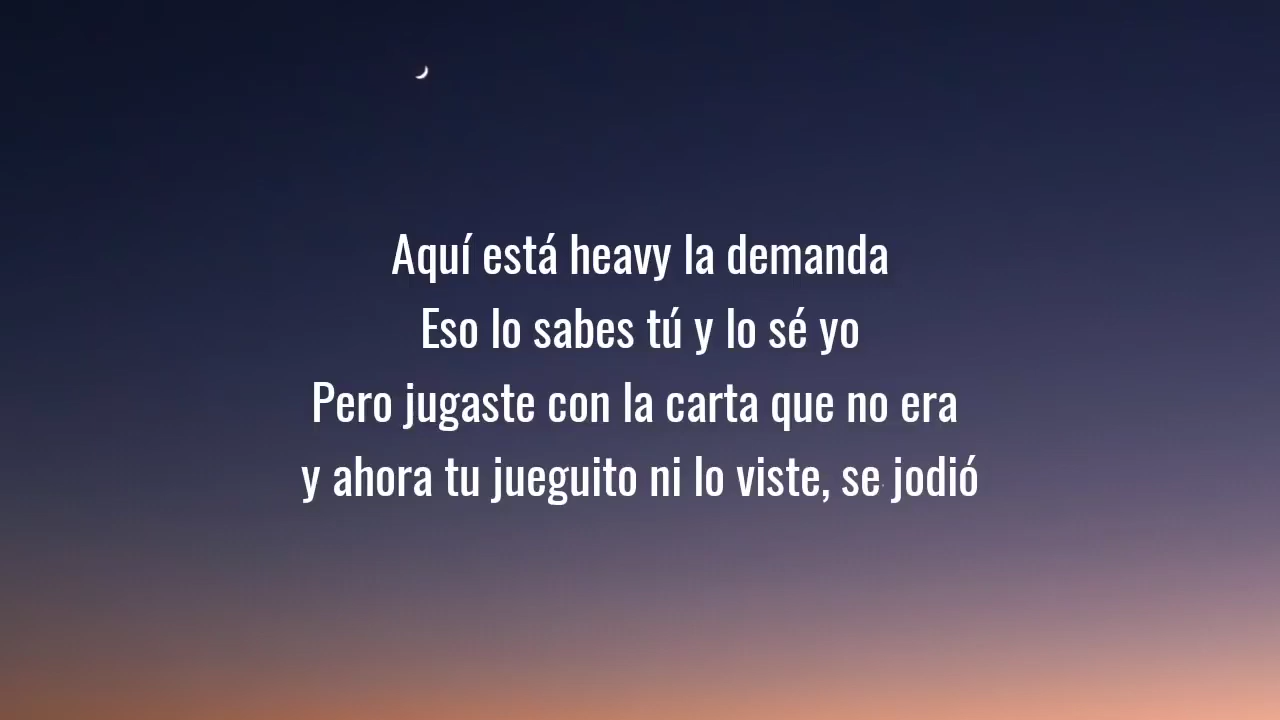 Aquí está heavy la demanda
Eso lo sabes tú y lo sé yo
Pero jugaste con la carta que no era
y ahora tu jueguito ni lo viste, se jodió